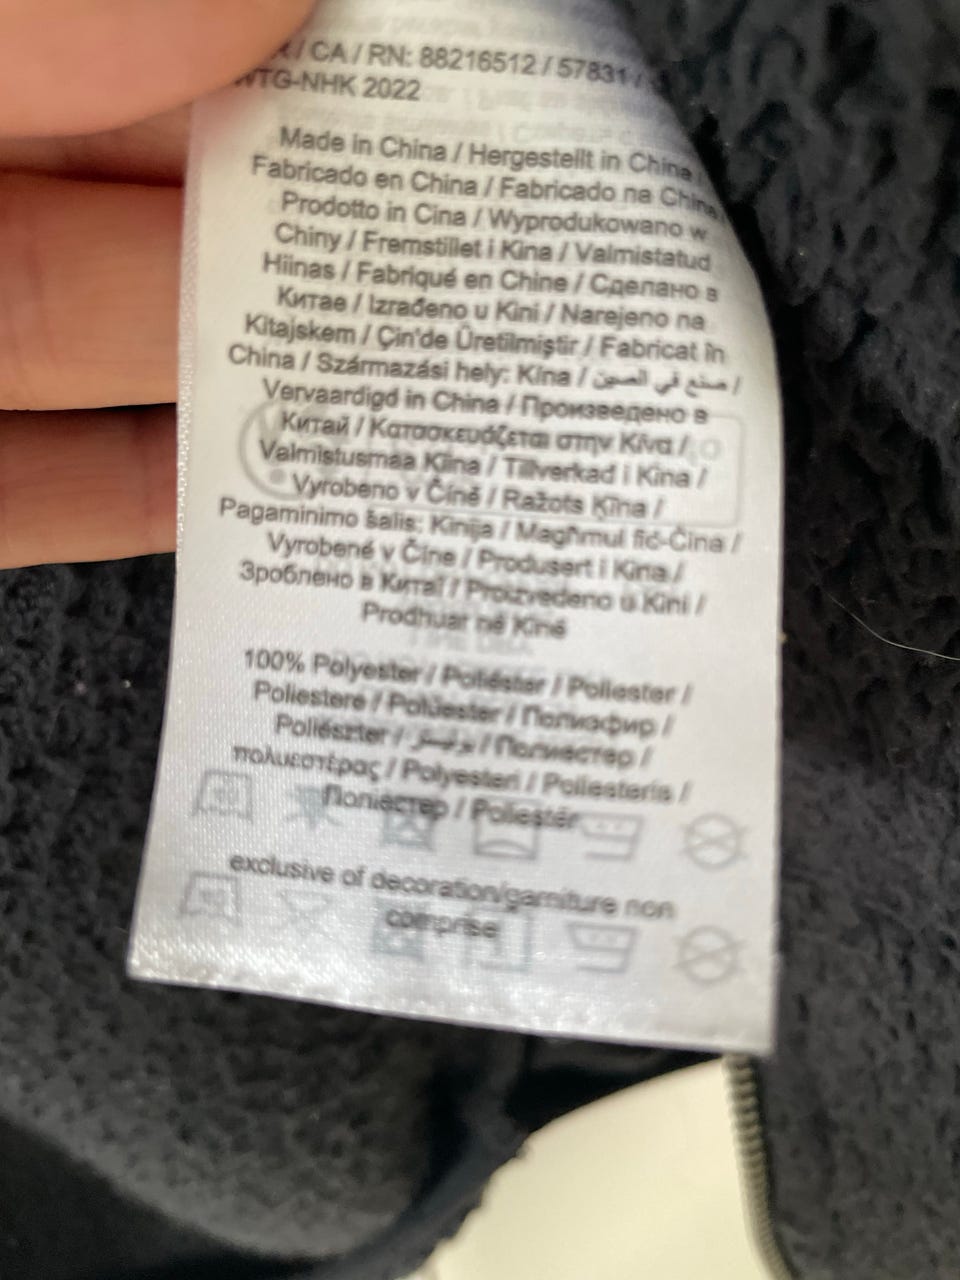 / CA / RN: 88216512 / 57831 /
WTG-NHK 2022
Made in China / Hergestellt in China
Fabricado en China / Fabricado na China
Prodotto in Cina / Wyprodukowano w
Chiny / Fremstillet i Kina / Valmistatud
Hiinas / Fabriqué en Chine / Сделано в
Китае / Izrađeno u Kini / Narejeno na
Kitajskem / Çin'de Üretilmiştir / Fabricat în
China / Származási hely: Kína / صنع في الصين /
Vervaardigd in China / Произведено в
Китай / Κατασκευάζεται στην Κίνα /
Valmistusmaa Kiina / Tillverkad i Kina /
Vyrobeno v Číně / Ražots Ķīna /
Pagaminimo šalis: Kinija / Magħmul fiċ-Ċina /
Vyrobené v Číne / Produsert i Kina /
Зроблено в Китаї / Proizvedeno u Kini /
Prodhuar në Kinë
100% Polyester / Poliéster / Poliester /
Poliestere / Polüester / Полиэфир /
Poliészter / بوليستر / Полиестер /
πολυεστέρας / Polyesteri / Poliesteris /
Поліестер / Poliestër
exclusive of decoration/garniture non
comprise